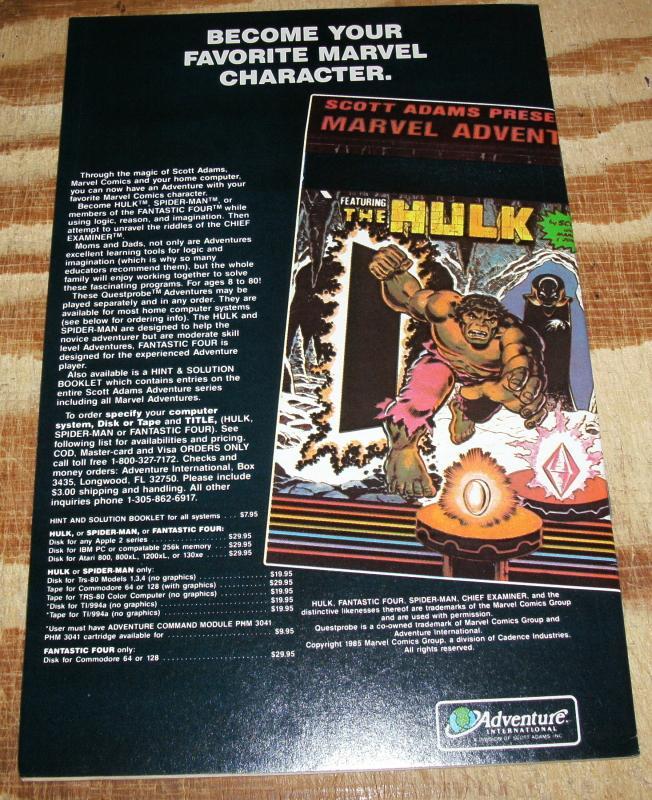 BECOME YOUR
FAVORITE MARVEL
CHARACTER.
SCOTT ADAMS PRESE
MARVEL ADVENT
FEATURING
THE HULK
Through the magic of Scott Adams,
Marvel Comics and your home computer,
you can now have an Adventure with your
favorite Marvel Comics character.
Become HULK™, SPIDER-MAN™, or
members of the FANTASTIC FOUR™ while
using logic, reason, and imagination. Then
attempt to unravel the riddles of the CHIEF
EXAMINER™.
Moms and Dads, not only are Adventures
excellent learning tools for logic and
imagination (which is why so many
educators recommend them), but the whole
family will enjoy working together to solve
these fascinating programs. For ages 8 to 80!
These Questprobe™ Adventures may be
played separately and in any order. They are
available for most home computer systems
(see below for ordering info). The HULK and
SPIDER-MAN are designed to help the
novice adventurer but are moderate skill
level Adventures, FANTASTIC FOUR is
designed for the experienced Adventure
player.
Also available is a HINT & SOLUTION
BOOKLET which contains entries on the
entire Scott Adams Adventure series
including all Marvel Adventures.
To order specify your computer
system, Disk or Tape and TITLE, (HULK,
SPIDER-MAN or FANTASTIC FOUR). See
following list for availabilities and pricing.
COD, Master-card and Visa ORDERS ONLY
call toll free 1-800-327-7172. Checks and
money orders: Adventure International, Box
3435, Longwood, FL 32750. Please include
$3.00 shipping and handling. All other
inquiries phone 1-305-862-6917.
HINT AND SOLUTION BOOKLET for all systems . . . $7.95
HULK, or SPIDER-MAN, or FANTASTIC FOUR:
Disk for any Apple 2 series . . . $29.95
Disk for IBM PC or compatable 256k memory . . . $29.95
Disk for Atari 800, 800xL, 1200xL, or 130xe . . . $29.95
HULK or SPIDER-MAN only:
Disk for Trs-80 Models 1,3,4 (no graphics) . . . $19.95
Tape for Commodore 64 or 128 (with graphics) . . . $29.95
Tape for TRS-80 Color Computer (no graphics) . . . $19.95
*Disk for TI/994a (no graphics) . . . $19.95
*Tape for TI/994a (no graphics) . . . $19.95
*User must have ADVENTURE COMMAND MODULE PHM 3041
PHM 3041 cartridge available for . . . $9.95
FANTASTIC FOUR only:
Disk for Commodore 64 or 128 . . . $29.95
HULK, FANTASTIC FOUR, SPIDER-MAN, CHIEF EXAMINER, and the
distinctive likenesses thereof are trademarks of the Marvel Comics Group
and are used with permission.
Questprobe is a co-owned trademark of Marvel Comics Group and
Adventure International.
Copyright 1985 Marvel Comics Group, a division of Cadence Industries.
All rights reserved.
Adventure
INTERNATIONAL
A DIVISION OF SCOTT ADAMS, INC.